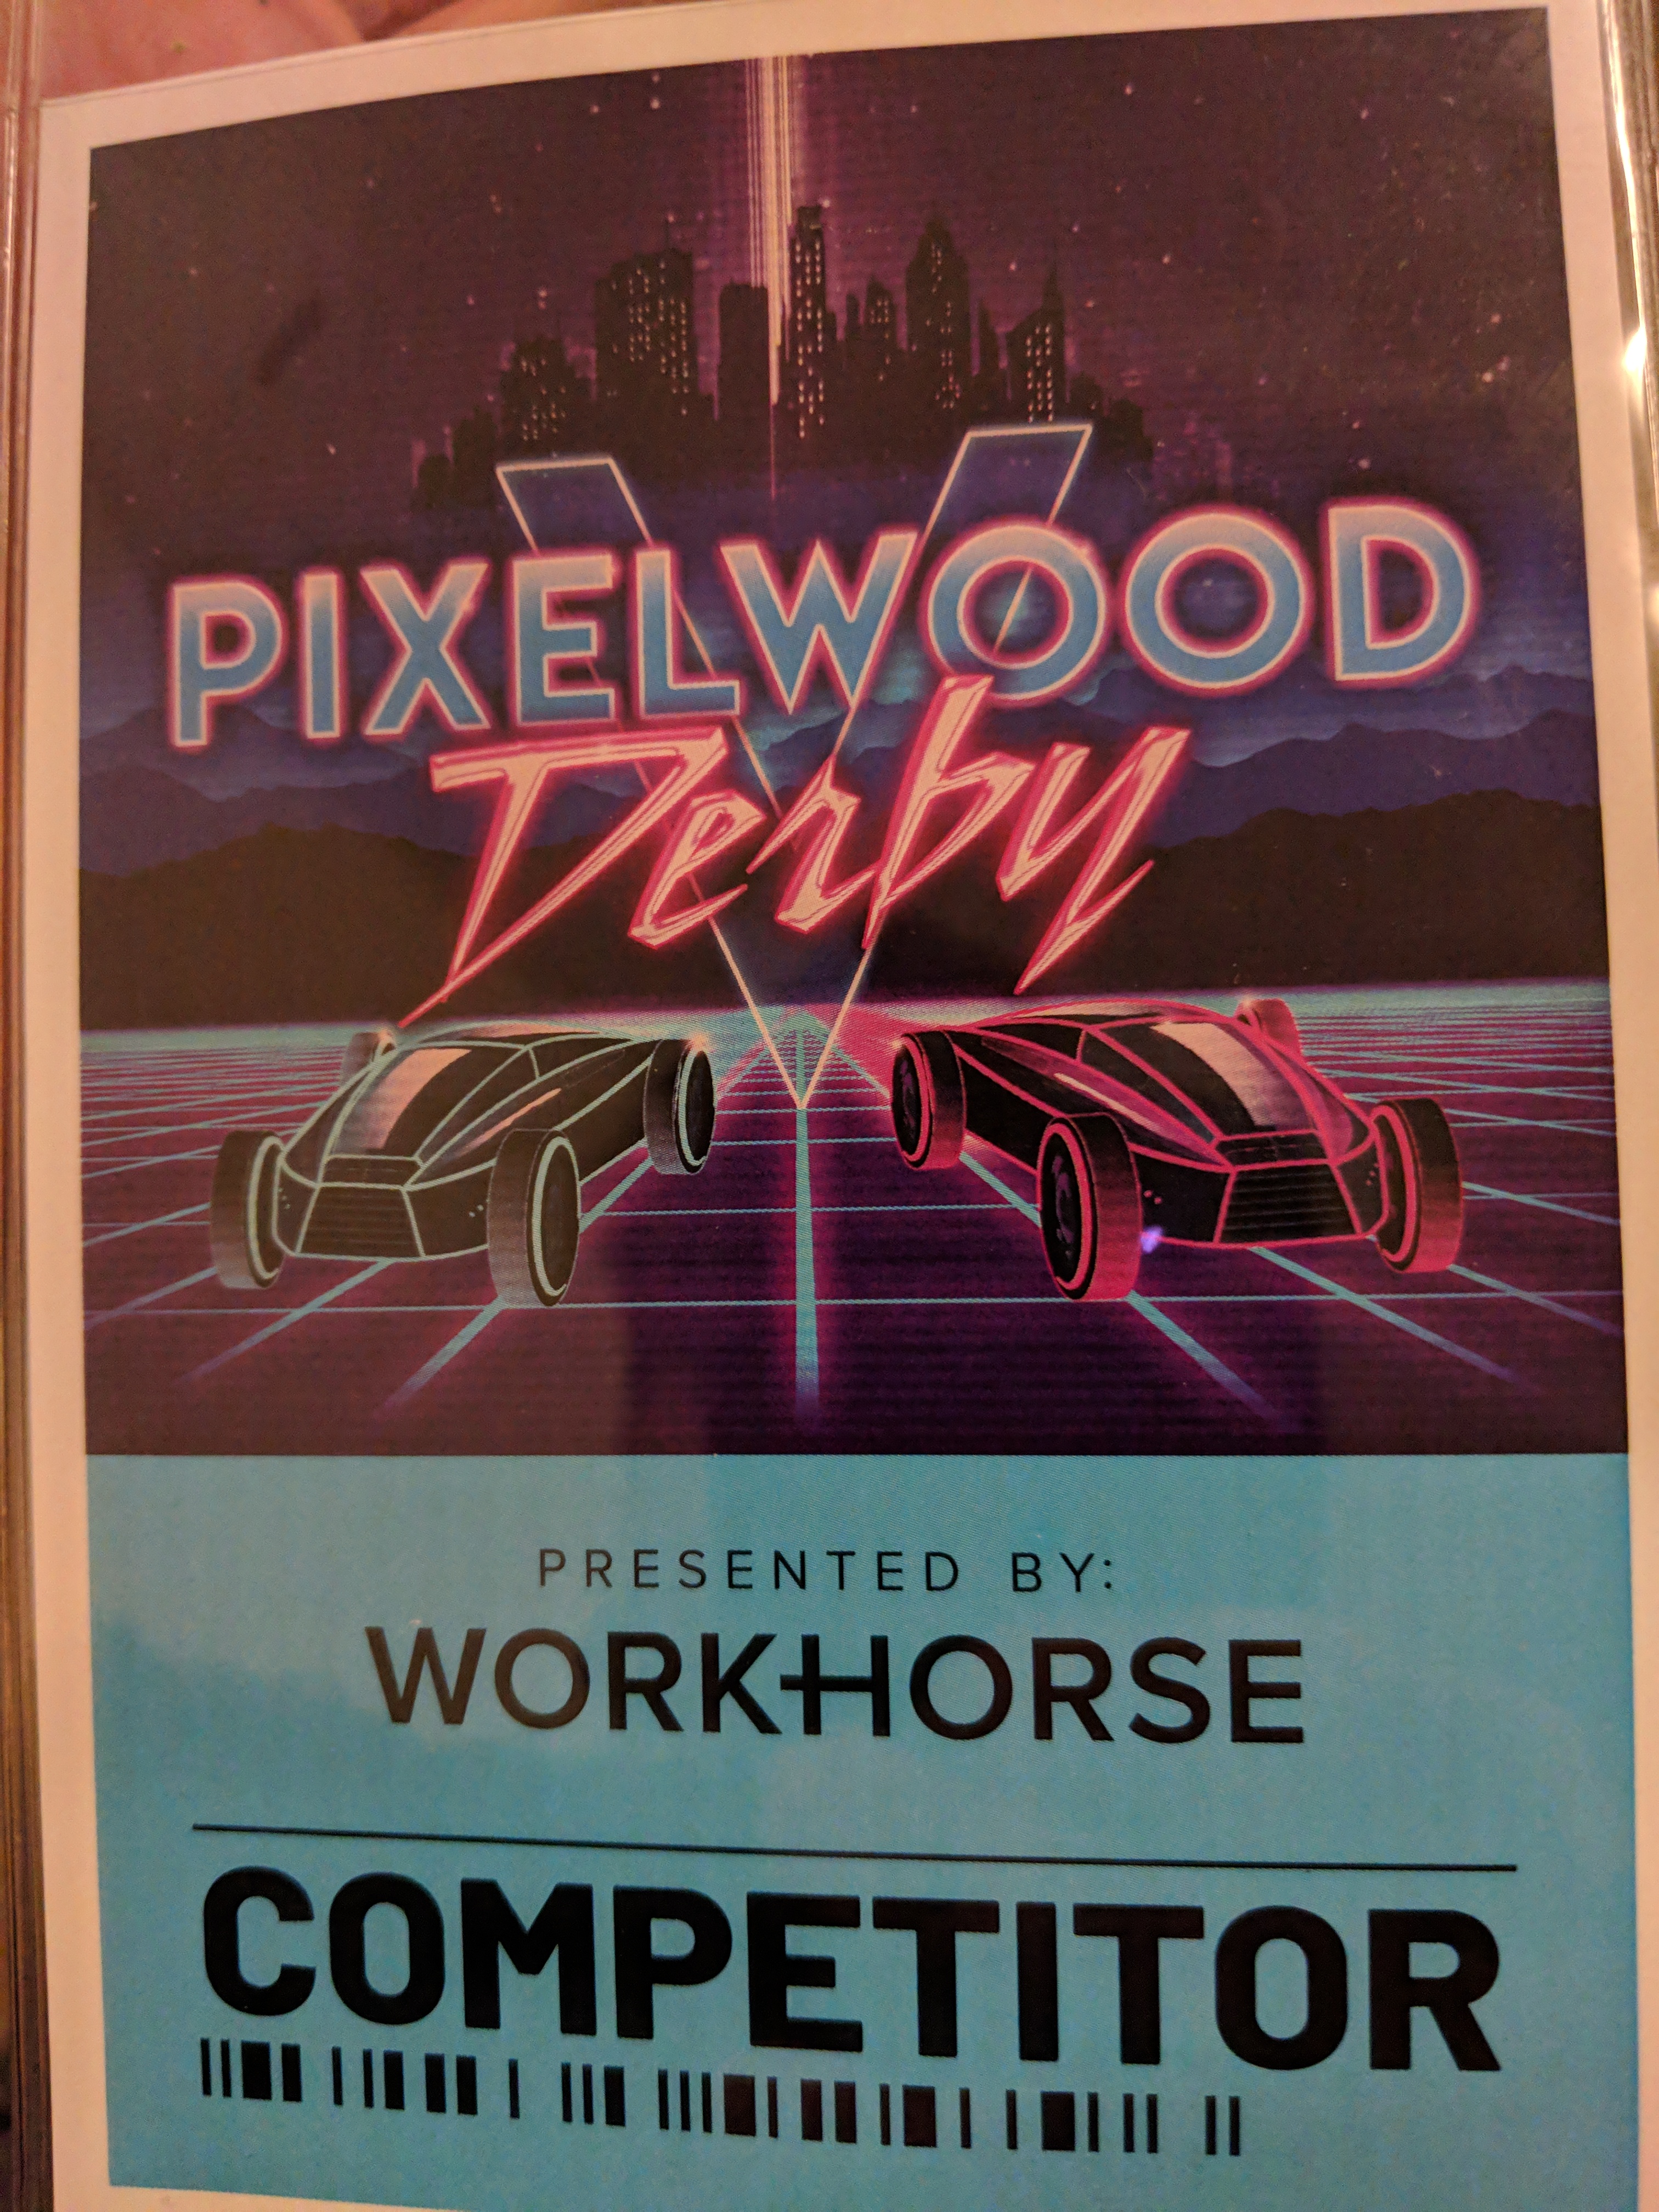 PIXELWOOD
Derby
PRESENTED BY:
WORKHORSE
COMPETITOR